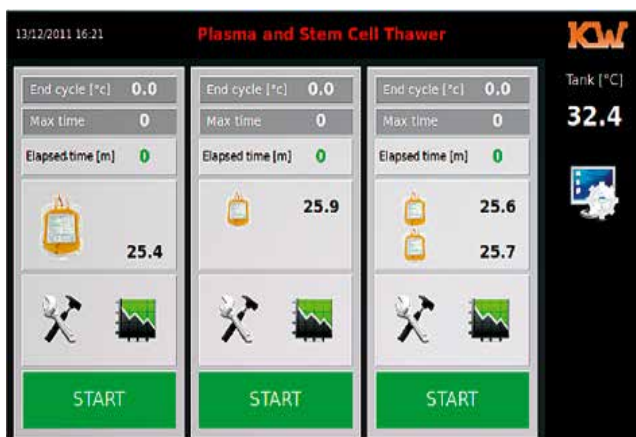 13/12/2011 16:21
Plasma and Stem Cell Thawer
KW
Tank [°C]
32.4
End cycle [°c] 0.0
Max time 0
Elapsed time [m] 0
25.4
START
End cycle [°c] 0.0
Max time 0
Elapsed time [m] 0
25.9
START
End cycle [°c] 0.0
Max time 0
Elapsed time [m] 0
25.6
25.7
START